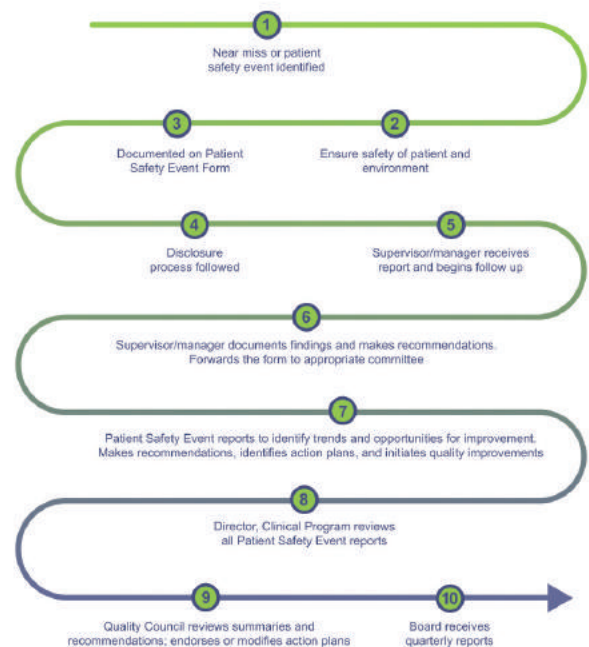 1
Near miss or patient
safety event identified
2
Ensure safety of patient and
environment
3
Documented on Patient
Safety Event Form
4
Disclosure
process followed
5
Supervisor/manager receives
report and begins follow up
6
Supervisor/manager documents findings and makes recommendations.
Forwards the form to appropriate committee
7
Patient Safety Event reports to identify trends and opportunities for improvement.
Makes recommendations, identifies action plans, and initiates quality improvements
8
Director, Clinical Program reviews
all Patient Safety Event reports
9
Quality Council reviews summaries and
recommendations; endorses or modifies action plans
10
Board receives
quarterly reports